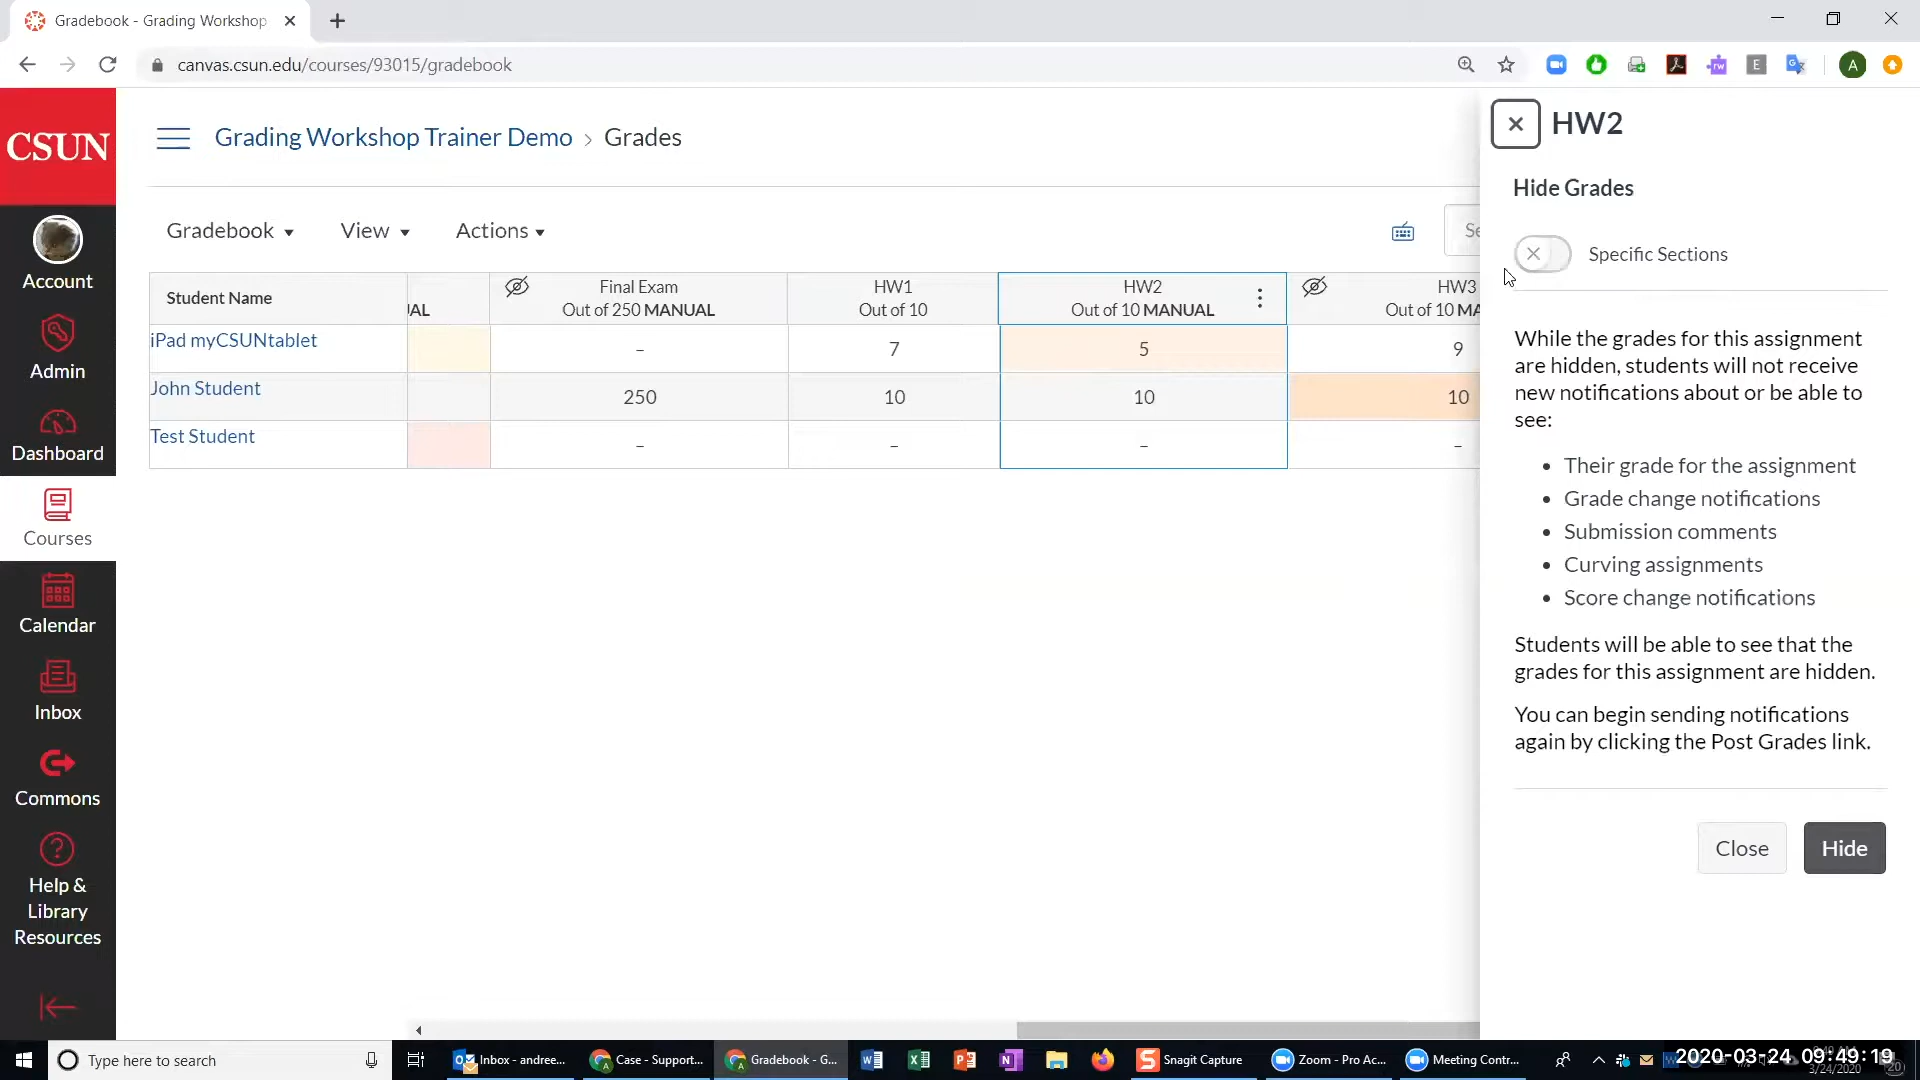 Gradebook - Grading Workshop
canvas.csun.edu/courses/93015/gradebook
E
A
CSUN
Account
Admin
Dashboard
Courses
Calendar
Inbox
Commons
Help &
Library
Resources
Grading Workshop Trainer Demo › Grades
Gradebook View Actions
Student Name
Final Exam HW1 HW2 HW3
Out of 250 MANUAL Out of 10 Out of 10 MANUAL
iPad myCSUNtablet – 7 5 9
John Student 250 10 10 10
Test Student – – – –
HW2
Hide Grades
Specific Sections
While the grades for this assignment
are hidden, students will not receive
new notifications about or be able to
see:
• Their grade for the assignment
• Grade change notifications
• Submission comments
• Curving assignments
• Score change notifications
Students will be able to see that the
grades for this assignment are hidden.
You can begin sending notifications
again by clicking the Post Grades link.
Close Hide
Type here to search
Inbox - andree...
Case - Support...
Gradebook - G...
Snagit Capture
Zoom - Pro Ac...
Meeting Contr...
2020-03-24 09:49:19
3/24/2020